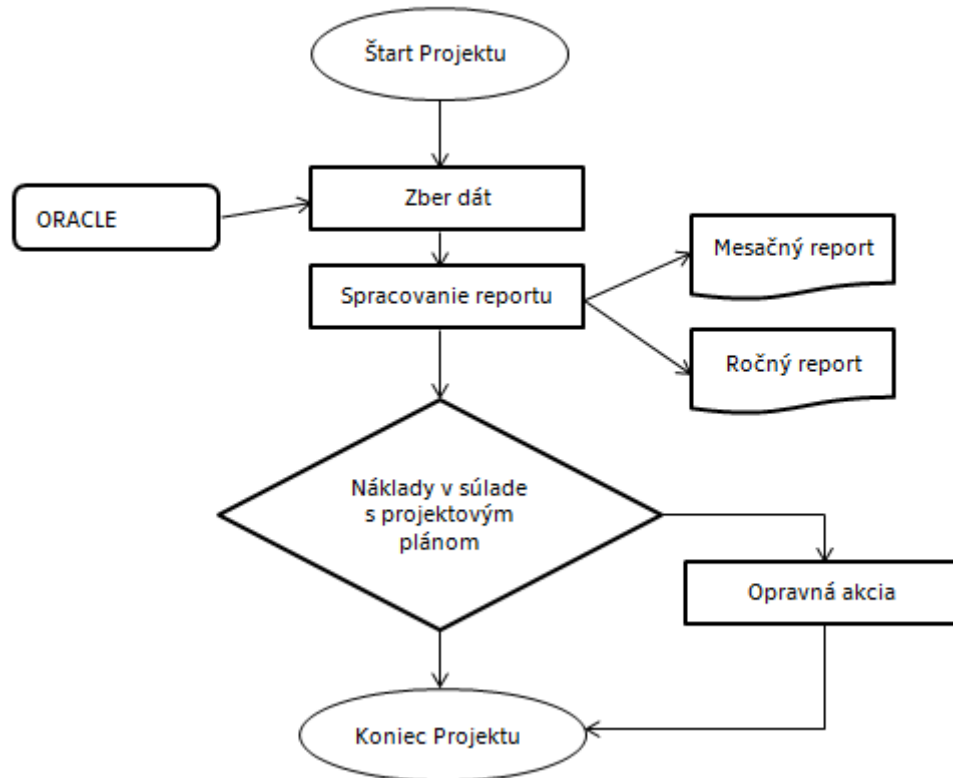 Štart Projektu
ORACLE
Zber dát
Spracovanie reportu
Mesačný report
Ročný report
Náklady v súlade
s projektovým
plánom
Opravná akcia
Koniec Projektu